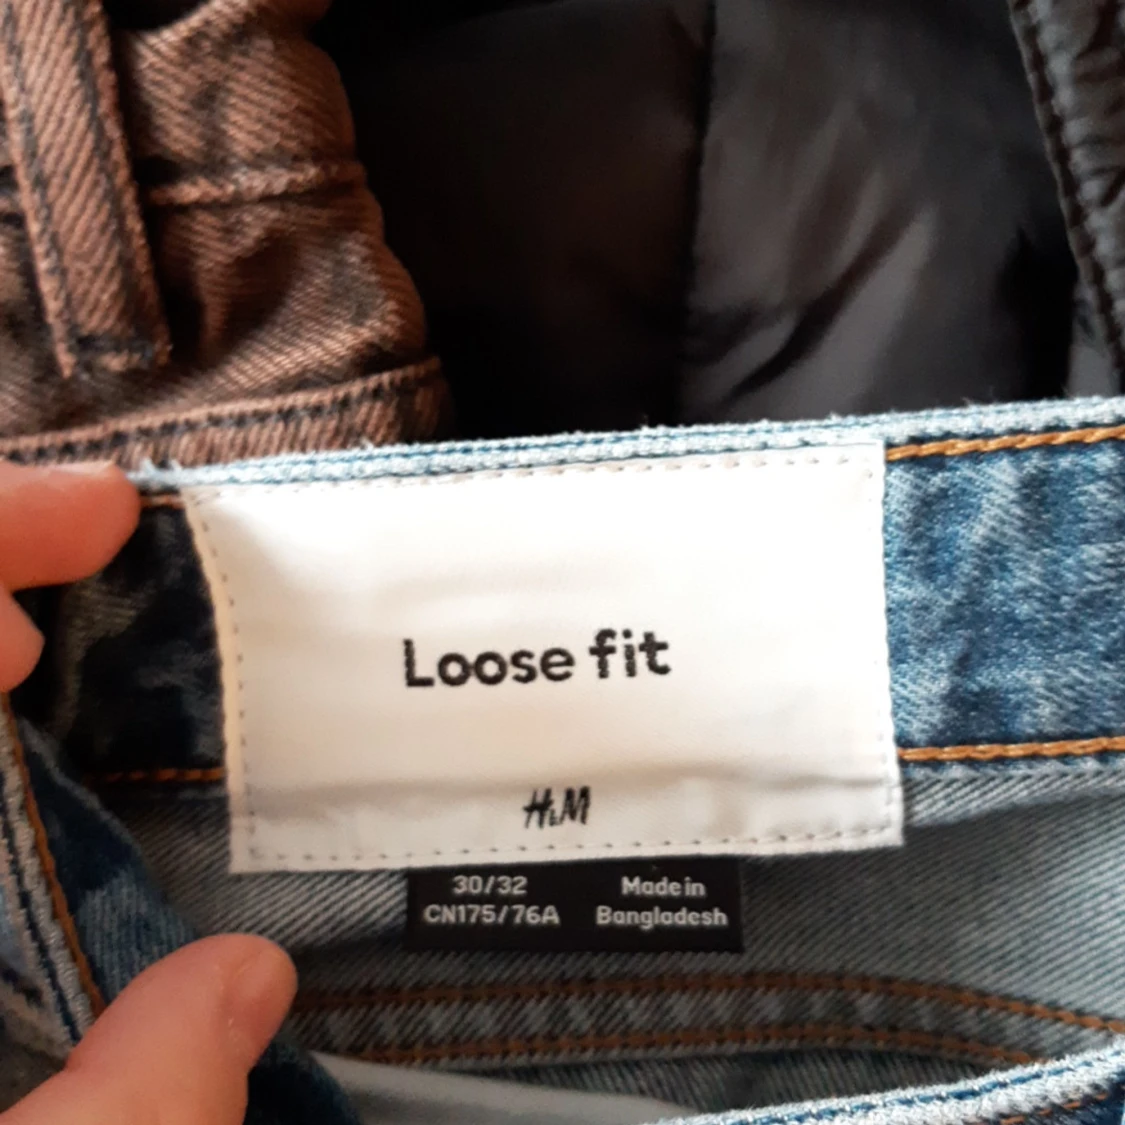 Loose fit
H&M
30/32
CN175/76A
Made in
Bangladesh